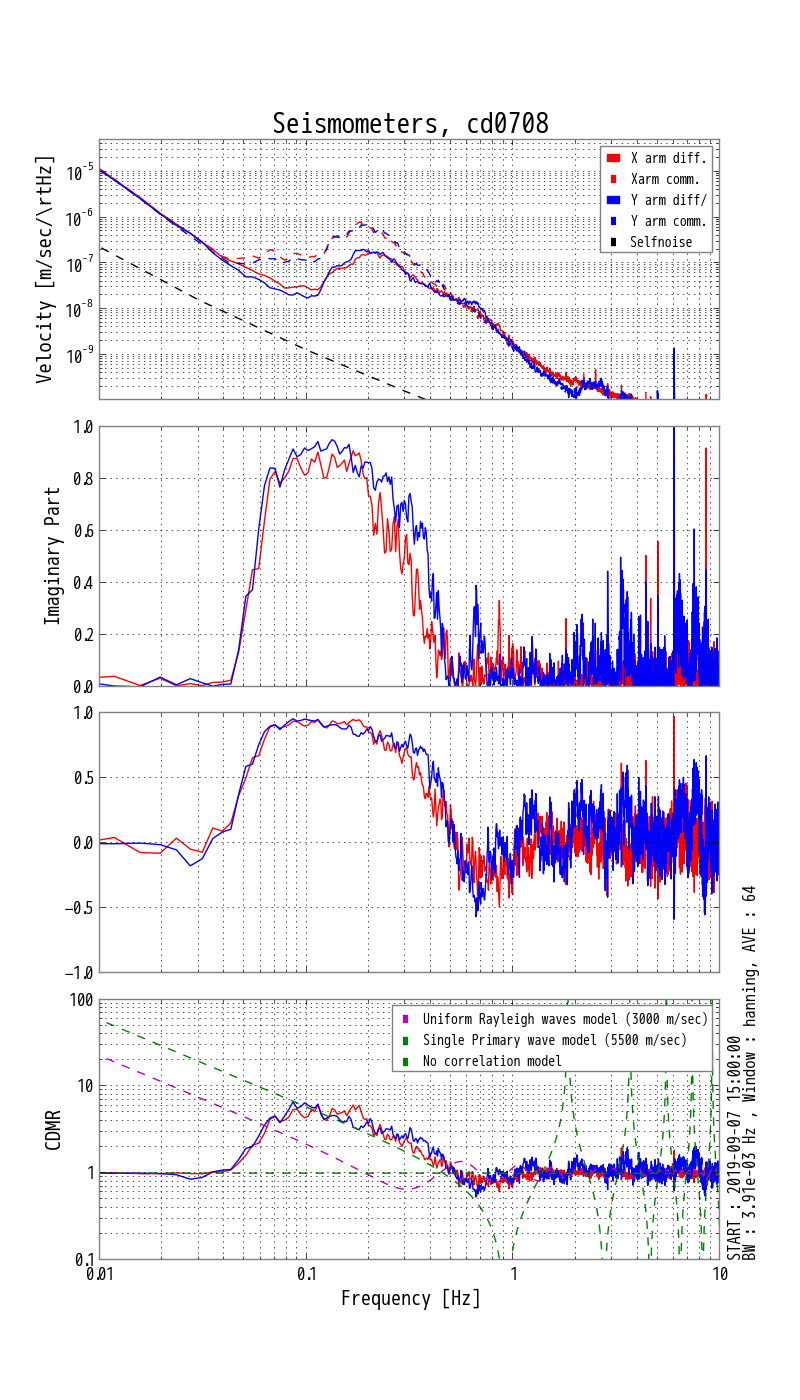 Seismometers, cd0708
Velocity [m/sec/\rtHz]
10^-5
10^-6
10^-7
10^-8
10^-9
X arm diff.
Xarm comm.
Y arm diff/
Y arm comm.
Selfnoise
Imaginary Part
1.0
0.8
0.6
0.4
0.2
0.0
1.0
0.5
0.0
−0.5
−1.0
CDMR
100
10
1
0.1
Uniform Rayleigh waves model (3000 m/sec)
Single Primary wave model (5500 m/sec)
No correlation model
0.01
0.1
1
10
Frequency [Hz]
START : 2019-09-07 15:00:00
BW : 3.91e-03 Hz , Window : hanning, AVE : 64